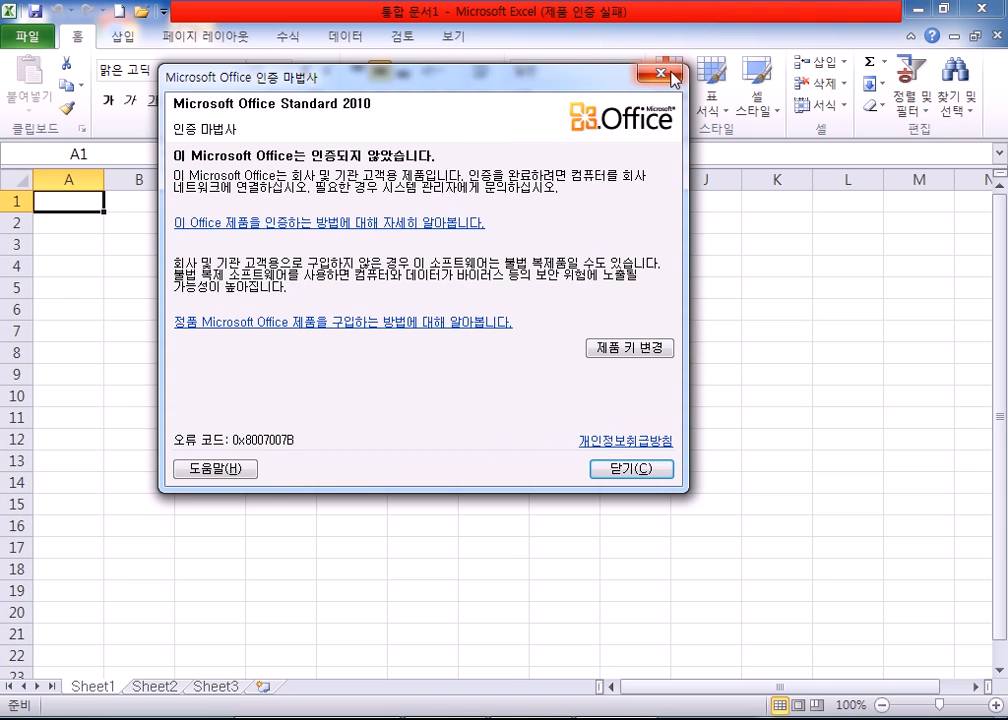 통합 문서1 - Microsoft Excel (제품 인증 실패)
파일 홈 삽입 페이지 레이아웃 수식 데이터 검토 보기
맑은 고딕
붙여넣기
가 가
클립보드
표 서식
셀 스타일
스타일
삽입
삭제
서식
셀
정렬 및 필터
찾기 및 선택
편집
A1
Microsoft Office 인증 마법사
Microsoft Office Standard 2010
인증 마법사
Microsoft Office
이 Microsoft Office는 인증되지 않았습니다.
이 Microsoft Office는 회사 및 기관 고객용 제품입니다. 인증을 완료하려면 컴퓨터를 회사
네트워크에 연결하십시오. 필요한 경우 시스템 관리자에게 문의하십시오.
이 Office 제품을 인증하는 방법에 대해 자세히 알아봅니다.
회사 및 기관 고객용으로 구입하지 않은 경우 이 소프트웨어는 불법 복제품일 수도 있습니다.
불법 복제 소프트웨어를 사용하면 컴퓨터와 데이터가 바이러스 등의 보안 위험에 노출될
가능성이 높아집니다.
정품 Microsoft Office 제품을 구입하는 방법에 대해 알아봅니다.
제품 키 변경
오류 코드: 0x8007007B
개인정보취급방침
도움말(H)
닫기(C)
A B J K L M N
1
2
3
4
5
6
7
8
9
10
11
12
13
14
15
16
17
18
19
20
21
22
23
Sheet1 Sheet2 Sheet3
준비
100%